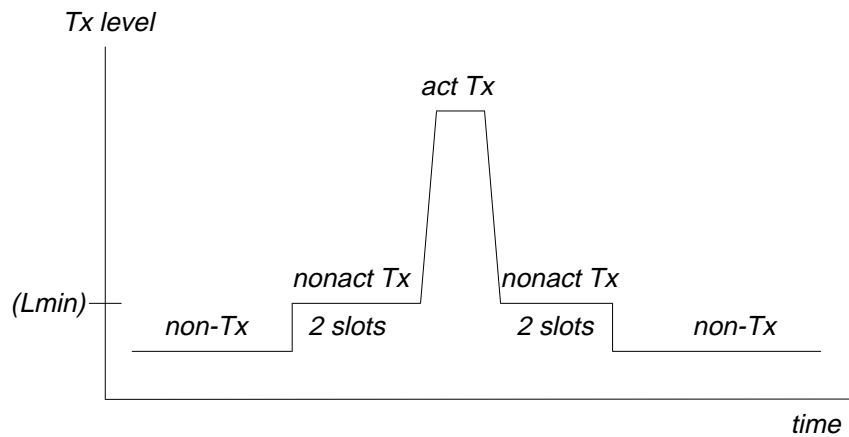 Tx level
act Tx
nonact Tx nonact Tx
(Lmin)
non-Tx 2 slots 2 slots non-Tx
time